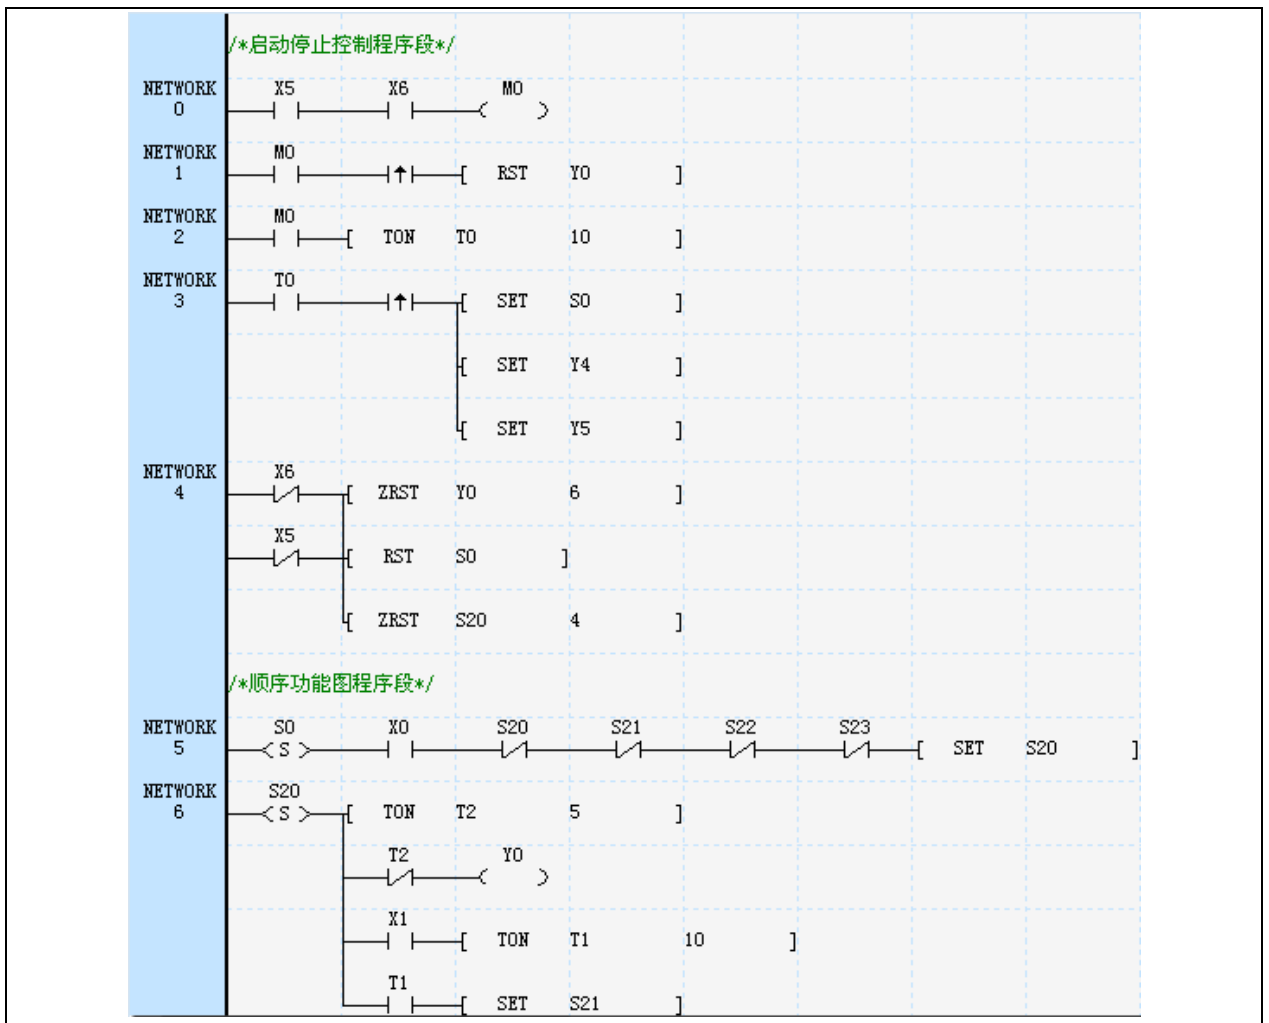 /*启动停止控制程序段*/
NETWORK 0 X5 X6 M0
NETWORK 1 M0 [ RST Y0 ]
NETWORK 2 M0 [ TON T0 10 ]
NETWORK 3 T0 [ SET S0 ]
[ SET Y4 ]
[ SET Y5 ]
NETWORK 4 X6 [ ZRST Y0 6 ]
X5 [ RST S0 ]
[ ZRST S20 4 ]
/*顺序功能图程序段*/
NETWORK 5 S0 <S> X0 S20 S21 S22 S23 [ SET S20 ]
NETWORK 6 S20 <S> [ TON T2 5 ]
T2 Y0
X1 [ TON T1 10 ]
T1 [ SET S21 ]